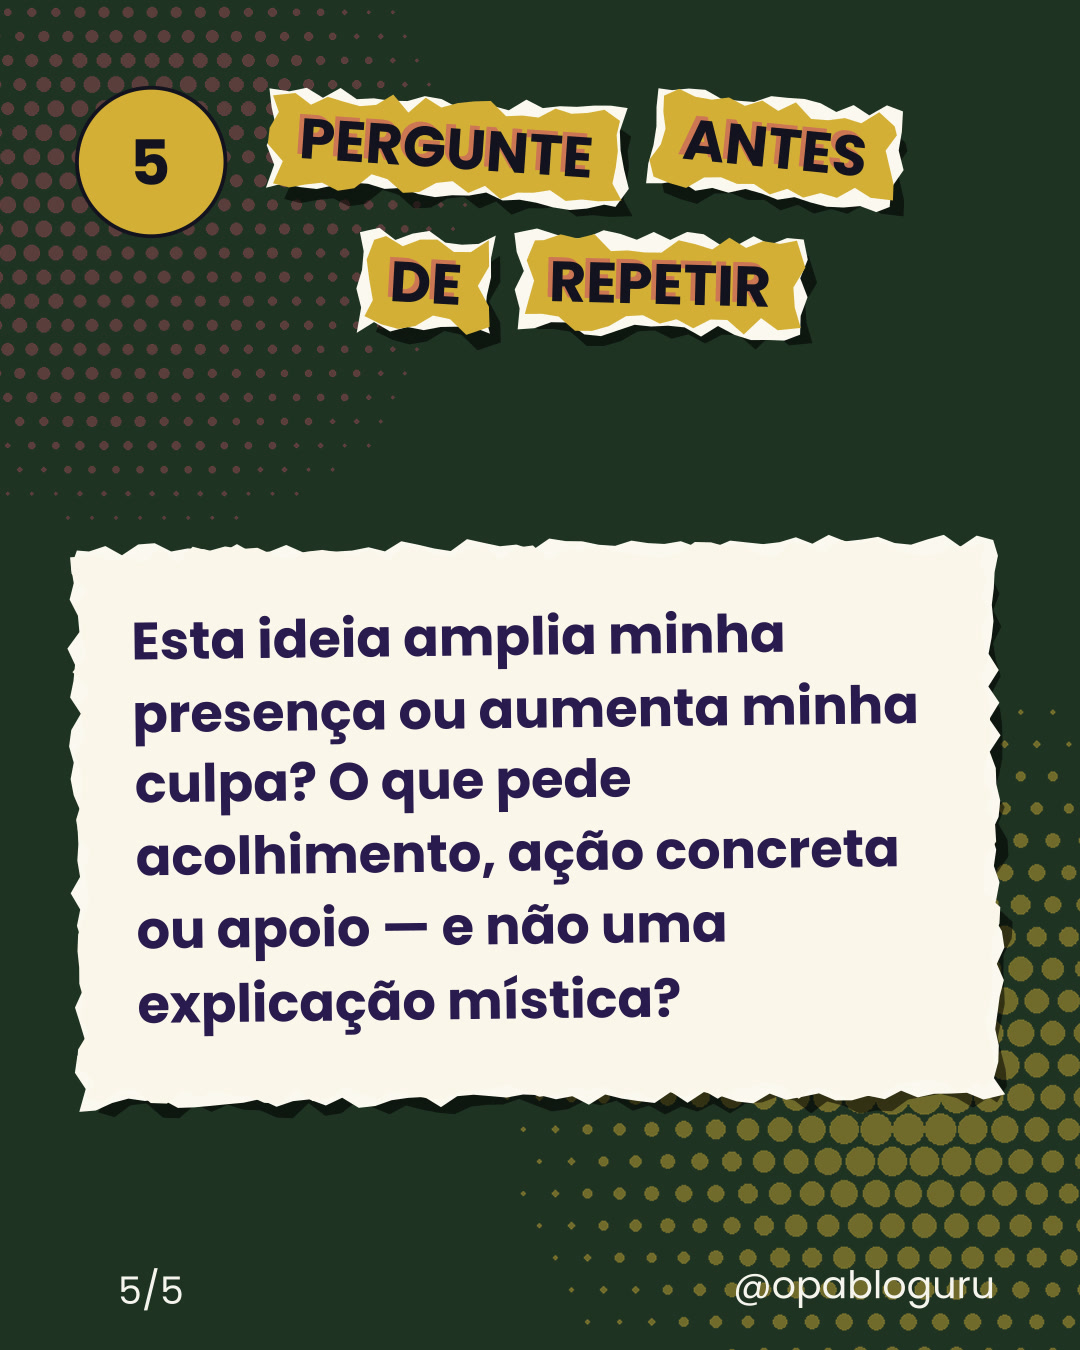 5
PERGUNTE ANTES
DE REPETIR
Esta ideia amplia minha
presença ou aumenta minha
culpa? O que pede
acolhimento, ação concreta
ou apoio — e não uma
explicação mística?
5/5
@opabloguru